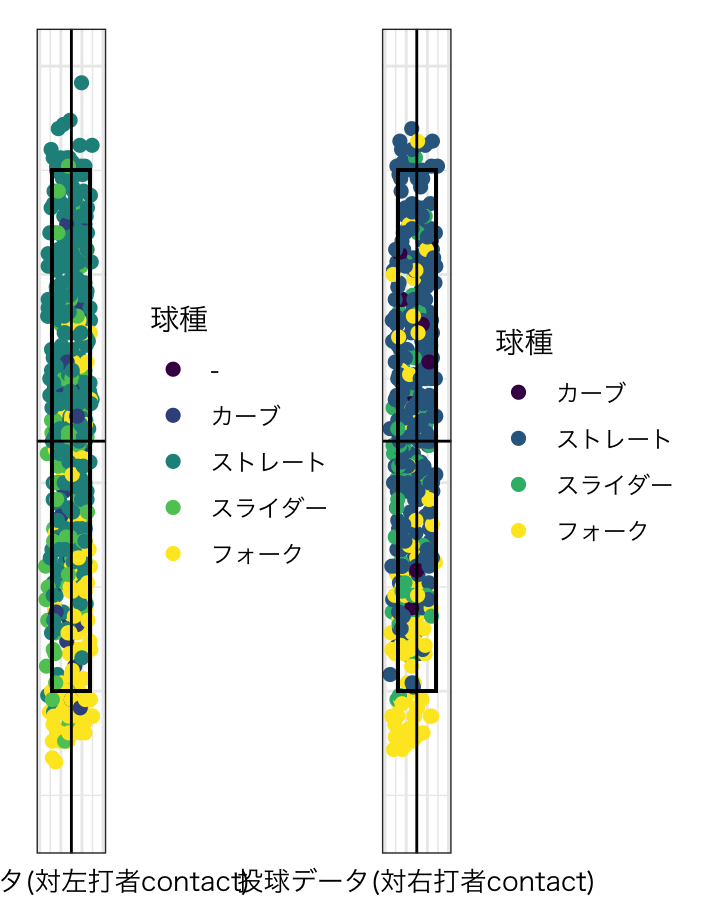 球種
-
カーブ
ストレート
スライダー
フォーク
球種
カーブ
ストレート
スライダー
フォーク
タ(対左打者contact)
投球データ(対右打者contact)